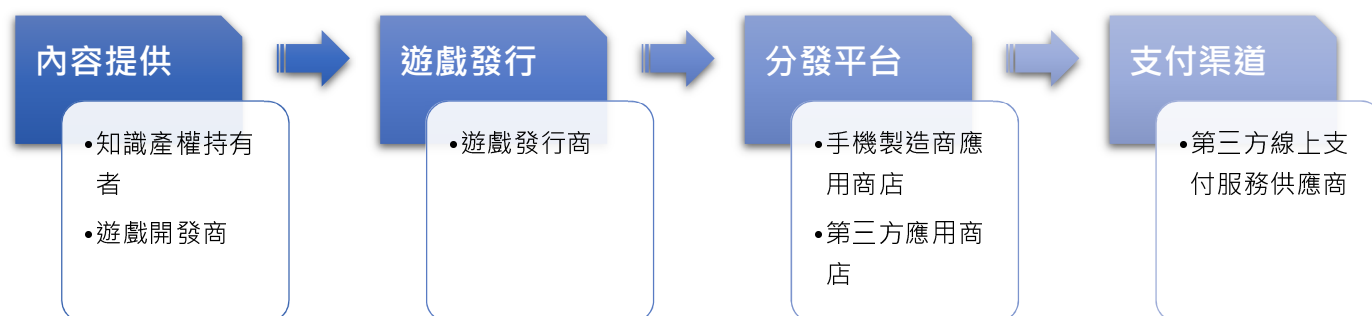 內容提供
•知識產權持有
者
•遊戲開發商
遊戲發行
•遊戲發行商
分發平台
•手機製造商應
用商店
•第三方應用商
店
支付渠道
•第三方線上支
付服務供應商